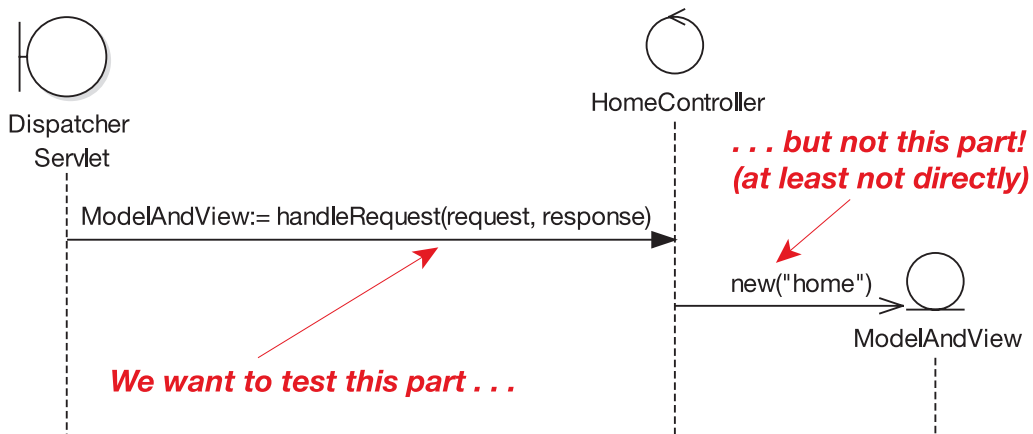 Dispatcher
Servlet
HomeController
. . . but not this part!
(at least not directly)
ModelAndView:= handleRequest(request, response)
new("home")
ModelAndView
We want to test this part . . .